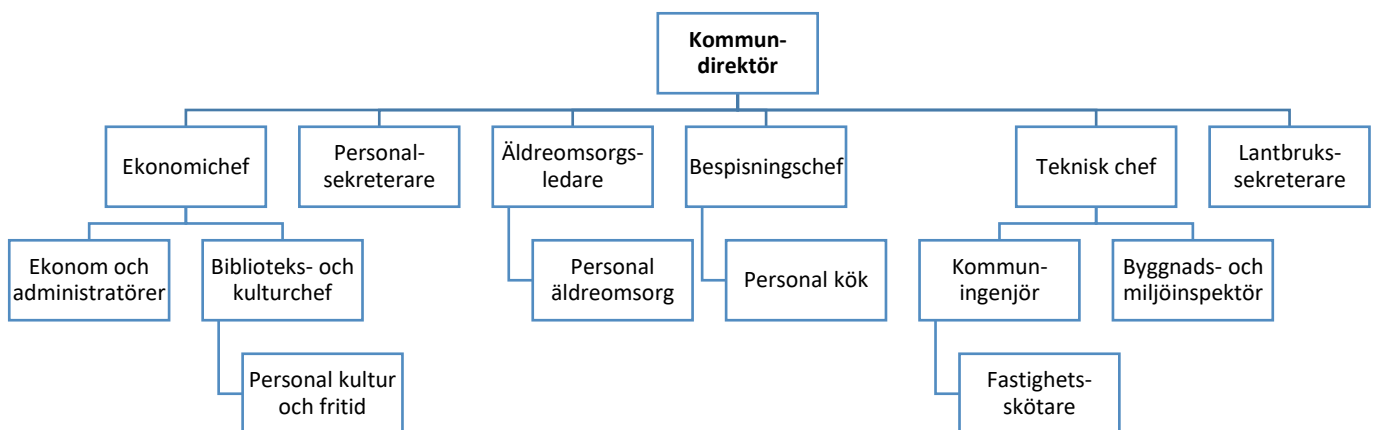 Kommun-
direktör
Ekonomichef
Personal-
sekreterare
Äldreomsorgs-
ledare
Bespisningschef
Teknisk chef
Lantbruks-
sekreterare
Ekonom och
administratörer
Biblioteks- och
kulturchef
Personal
äldreomsorg
Personal kök
Kommun-
ingenjör
Byggnads- och
miljöinspektör
Personal kultur
och fritid
Fastighets-
skötare